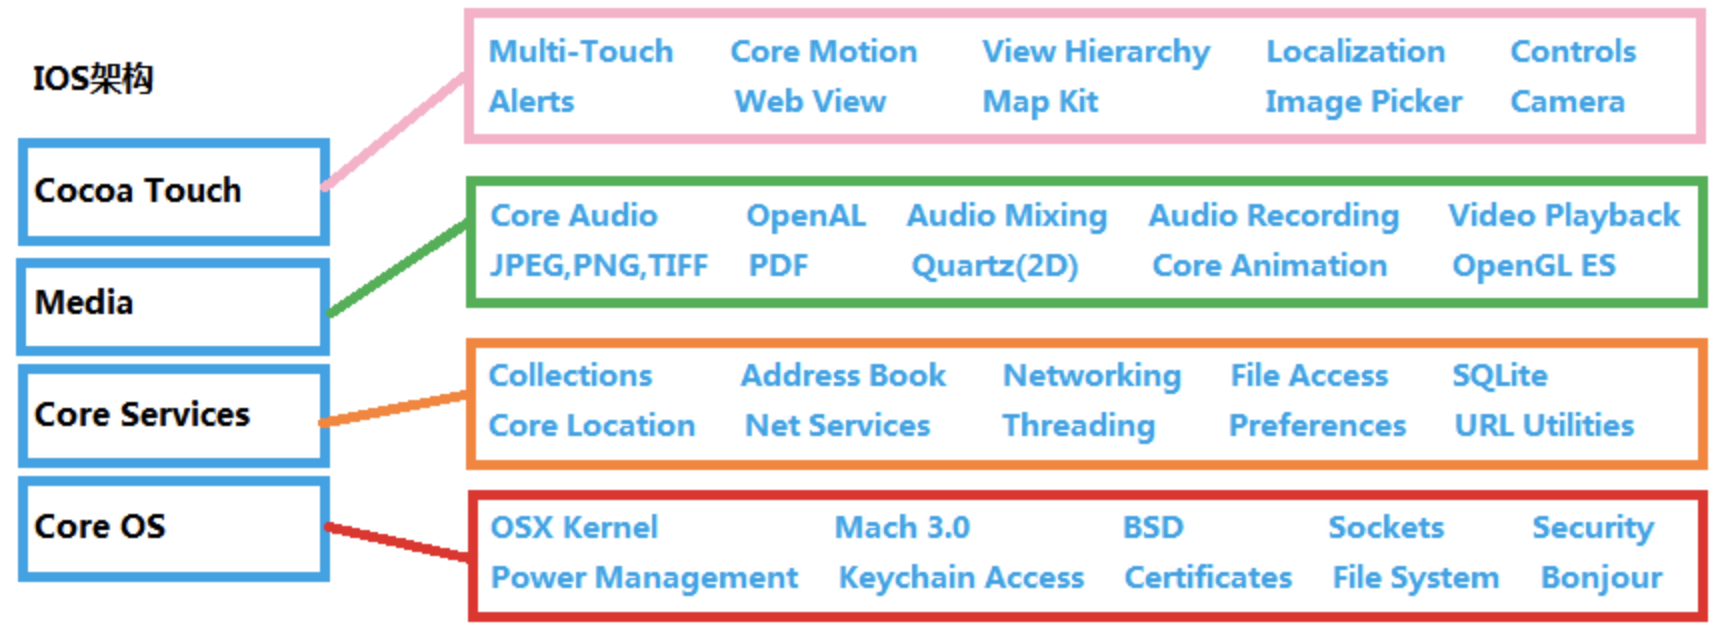 IOS架构
Cocoa Touch
Multi-Touch Core Motion View Hierarchy Localization Controls
Alerts Web View Map Kit Image Picker Camera
Media
Core Audio OpenAL Audio Mixing Audio Recording Video Playback
JPEG,PNG,TIFF PDF Quartz(2D) Core Animation OpenGL ES
Core Services
Collections Address Book Networking File Access SQLite
Core Location Net Services Threading Preferences URL Utilities
Core OS
OSX Kernel Mach 3.0 BSD Sockets Security
Power Management Keychain Access Certificates File System Bonjour